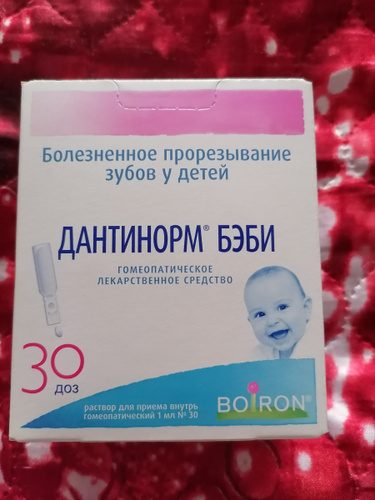 Болезненное прорезывание
зубов у детей
ДАНТИНОРМ® БЭБИ
ГОМЕОПАТИЧЕСКОЕ
ЛЕКАРСТВЕННОЕ СРЕДСТВО
30 ДОЗ
раствор для приема внутрь
гомеопатический 1 мл № 30
BOIRON®